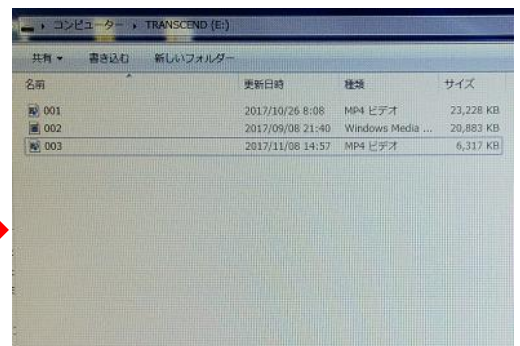 コンピューター ▸ TRANSCEND (E:)
共有 ▼ 書き込む 新しいフォルダー
名前 更新日時 種類 サイズ
001 2017/10/26 8:08 MP4 ビデオ 23,228 KB
002 2017/09/08 21:40 Windows Media ... 20,883 KB
003 2017/11/08 14:57 MP4 ビデオ 6,317 KB